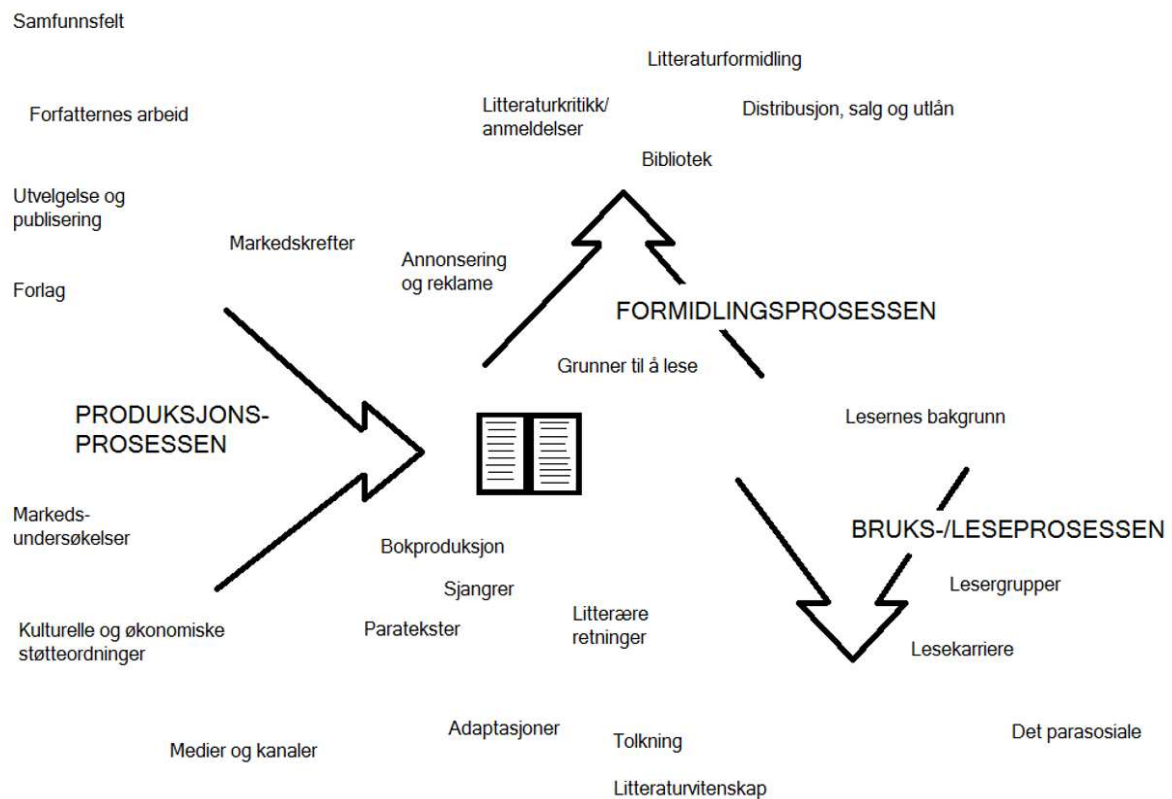 Samfunnsfelt
Litteraturformidling
Forfatternes arbeid
Litteraturkritikk/
anmeldelser
Distribusjon, salg og utlån
Bibliotek
Utvelgelse og
publisering
Markedskrefter
Annonsering
og reklame
Forlag
FORMIDLINGSPROSESSEN
Grunner til å lese
PRODUKSJONS-
PROSESSEN
Lesernes bakgrunn
Markeds-
undersøkelser
BRUKS-/LESEPROSESSEN
Bokproduksjon
Sjangrer
Lesergrupper
Paratekster
Litterære
retninger
Kulturelle og økonomiske
støtteordninger
Lesekarriere
Adaptasjoner
Det parasosiale
Medier og kanaler
Tolkning
Litteraturvitenskap